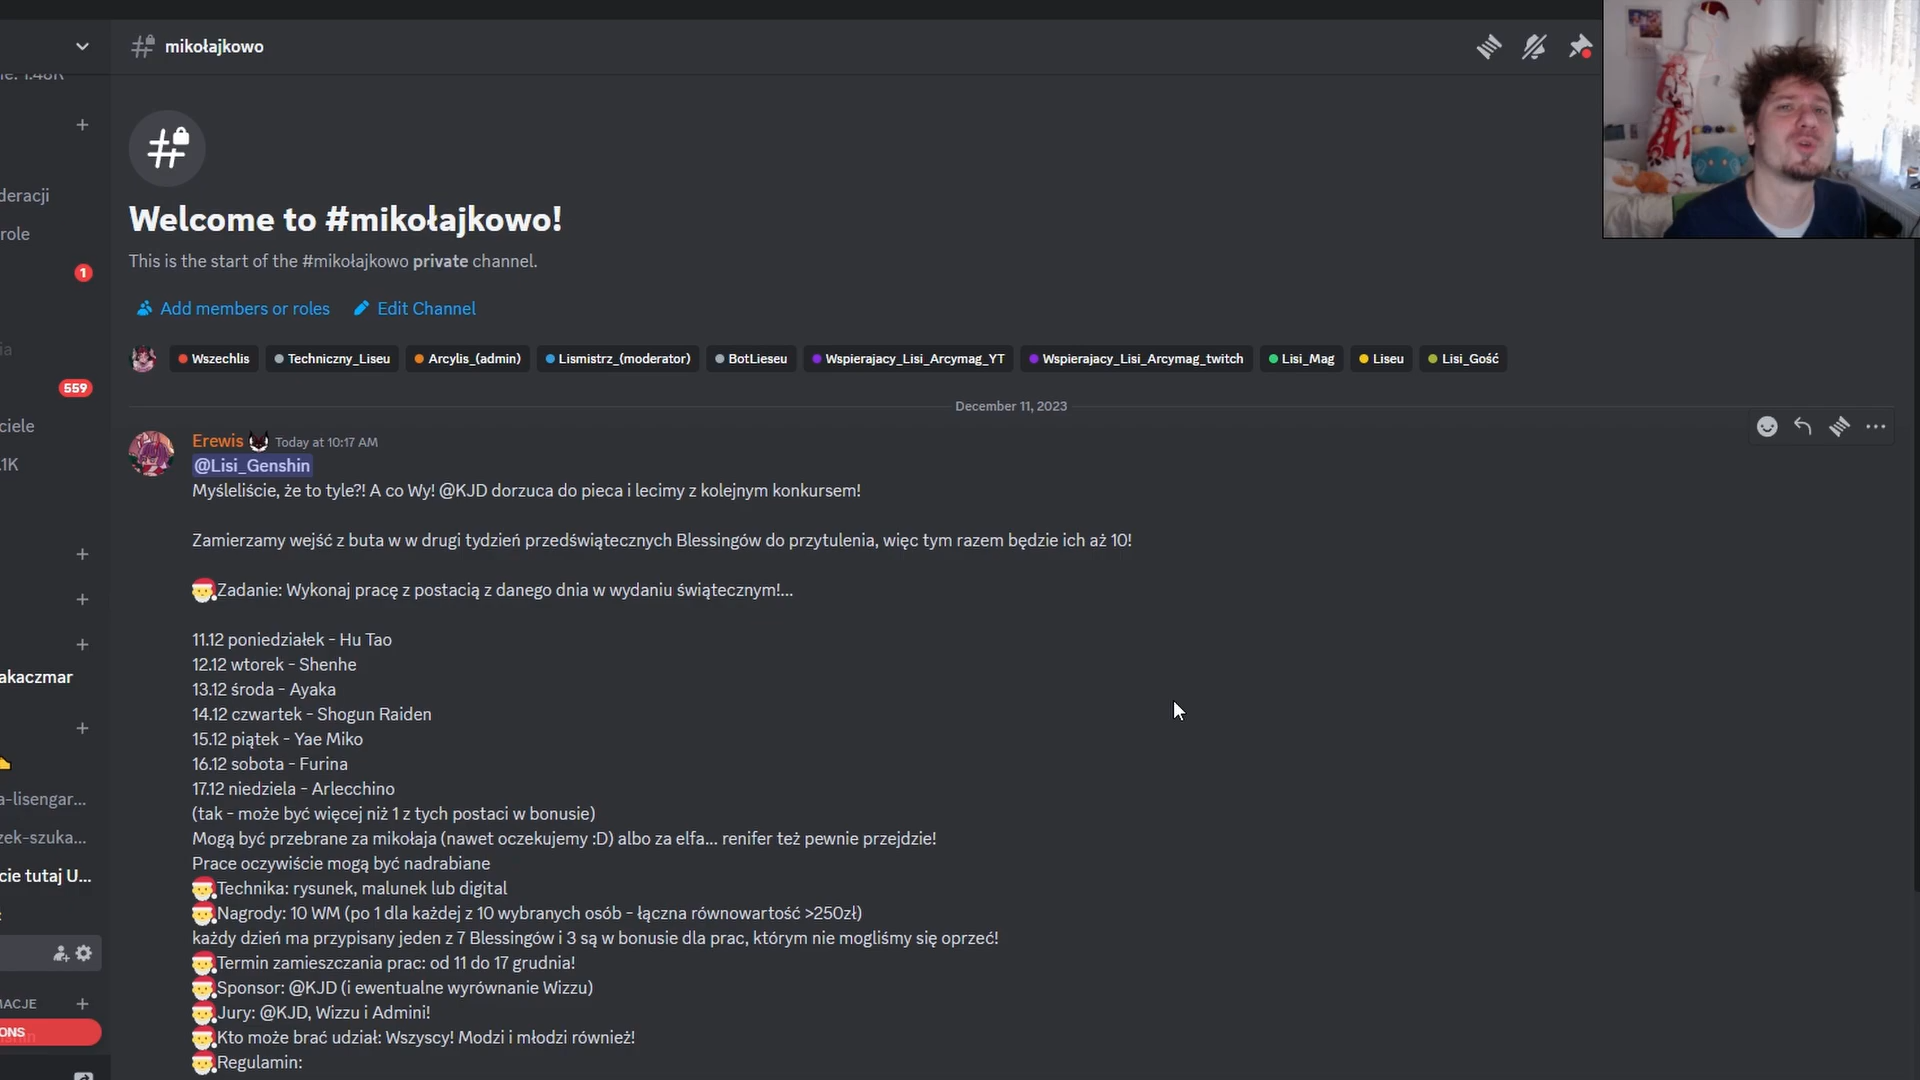 mikołajkowo
Welcome to #mikołajkowo!
This is the start of the #mikołajkowo private channel.
Add members or roles
Edit Channel
Wszechlis
Techniczny_Liseu
Arcylis_(admin)
Lismistrz_(moderator)
BotLieseu
Wspierajacy_Lisi_Arcymag_YT
Wspierajacy_Lisi_Arcymag_twitch
Lisi_Mag
Liseu
Lisi_Gość
December 11, 2023
Erewis Today at 10:17 AM
@Lisi_Genshin
Myśleliście, że to tyle?! A co Wy! @KJD dorzuca do pieca i lecimy z kolejnym konkursem!
Zamierzamy wejść z buta w w drugi tydzień przedświątecznych Blessingów do przytulenia, więc tym razem będzie ich aż 10!
Zadanie: Wykonaj pracę z postacią z danego dnia w wydaniu świątecznym!...
11.12 poniedziałek - Hu Tao
12.12 wtorek - Shenhe
13.12 środa - Ayaka
14.12 czwartek - Shogun Raiden
15.12 piątek - Yae Miko
16.12 sobota - Furina
17.12 niedziela - Arlecchino
(tak - może być więcej niż 1 z tych postaci w bonusie)
Mogą być przebrane za mikołaja (nawet oczekujemy :D) albo za elfa... renifer też pewnie przejdzie!
Prace oczywiście mogą być nadrabiane
Technika: rysunek, malunek lub digital
Nagrody: 10 WM (po 1 dla każdej z 10 wybranych osób - łączna równowartość >250zł)
każdy dzień ma przypisany jeden z 7 Blessingów i 3 są w bonusie dla prac, którym nie mogliśmy się oprzeć!
Termin zamieszczania prac: od 11 do 17 grudnia!
Sponsor: @KJD (i ewentualne wyrównanie Wizzu)
Jury: @KJD, Wizzu i Admini!
Kto może brać udział: Wszyscy! Modzi i młodzi również!
Regulamin:
deracji
role
1
ia
559
ciele
.1K
akaczmar
a-lisengar...
zek-szuka...
cie tutaj U...
MACJE
ONS